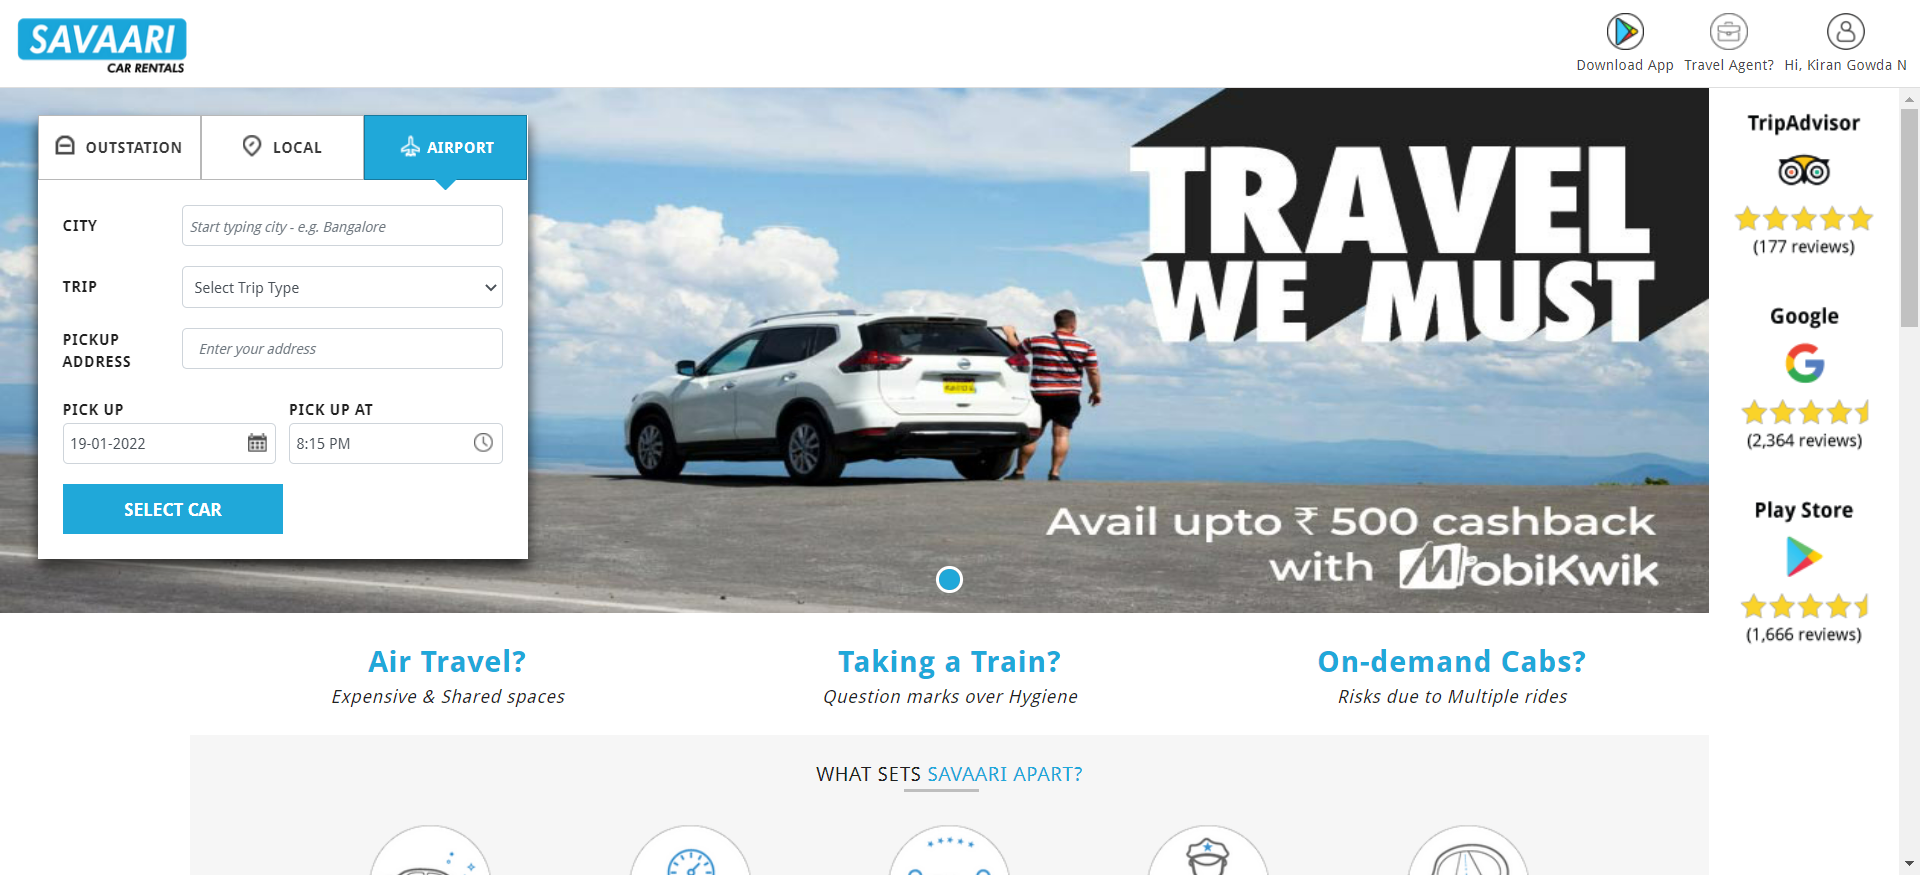 SAVAARI
CAR RENTALS
Download App
Travel Agent?
Hi, Kiran Gowda N
OUTSTATION
LOCAL
AIRPORT
CITY
Start typing city - e.g. Bangalore
TRIP
Select Trip Type
PICKUP
ADDRESS
Enter your address
PICK UP
PICK UP AT
19-01-2022
8:15 PM
SELECT CAR
TRAVEL
WE MUST
Avail upto ₹ 500 cashback
with MobiKwik
TripAdvisor
(177 reviews)
Google
(2,364 reviews)
Play Store
(1,666 reviews)
Air Travel?
Expensive & Shared spaces
Taking a Train?
Question marks over Hygiene
On-demand Cabs?
Risks due to Multiple rides
WHAT SETS SAVAARI APART?